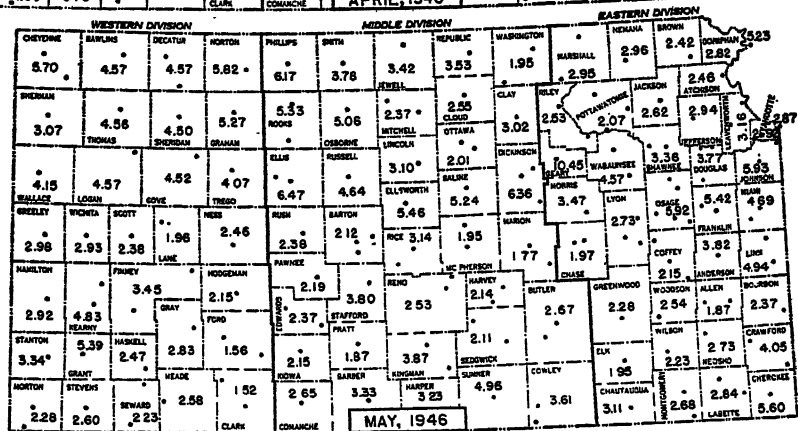 CLARK COMANCHE APRIL, 1946
WESTERN DIVISION MIDDLE DIVISION EASTERN DIVISION
CHEYENNE RAWLINS DECATUR NORTON PHILLIPS SMITH JEWELL REPUBLIC WASHINGTON MARSHALL NEMAHA BROWN DONIPHAN
5.70 4.57 4.57 5.82 6.17 3.78 3.42 3.53 1.95 2.95 2.96 2.42 2.82 5.23
SHERMAN THOMAS SHERIDAN GRAHAM ROOKS OSBORNE MITCHELL CLOUD CLAY RILEY POTTAWATOMIE JACKSON ATCHISON
3.07 4.56 4.50 5.27 5.33 5.06 2.37 2.55 3.02 2.53 2.07 2.62 2.46
OTTAWA JEFFERSON LEAVENWORTH WYANDOTTE
2.01 2.94 3.16 2.87
WALLACE LOGAN GOVE TREGO ELLIS RUSSELL LINCOLN SALINE DICKINSON GEARY WABAUNSEE SHAWNEE DOUGLAS JOHNSON
4.15 4.57 4.52 4.07 6.47 4.64 3.10 5.24 6.36 10.45 4.57 3.36 3.77 5.93
GREELEY WICHITA SCOTT LANE NESS RUSH BARTON ELLSWORTH MORRIS LYON OSAGE FRANKLIN MIAMI
2.98 2.93 2.38 1.96 2.46 2.38 2.12 5.46 3.47 2.73 5.92 5.42 4.69
RICE MC PHERSON MARION CHASE COFFEY ANDERSON LINN
3.14 1.95 1.77 1.97 2.15 3.82 4.94
HAMILTON KEARNY FINNEY HODGEMAN PAWNEE STAFFORD RENO HARVEY BUTLER GREENWOOD WOODSON ALLEN BOURBON
2.92 4.83 3.45 2.15 2.19 3.80 2.53 2.14 2.67 2.28 2.54 1.87 2.37
STANTON GRANT HASKELL GRAY FORD EDWARDS PRATT KINGMAN SEDGWICK ELK WILSON NEOSHO CRAWFORD
3.34 5.39 2.47 2.83 1.56 2.37 1.87 3.87 2.11 1.95 2.23 2.73 4.05
KIOWA
2.15
MORTON STEVENS SEWARD MEADE CLARK COMANCHE BARBER HARPER SUMNER COWLEY CHAUTAUQUA MONTGOMERY LABETTE CHERCKEE
2.28 2.60 2.23 2.58 1.52 2.65 3.33 3.23 4.96 3.61 3.11 2.68 2.84 5.60
MAY, 1946